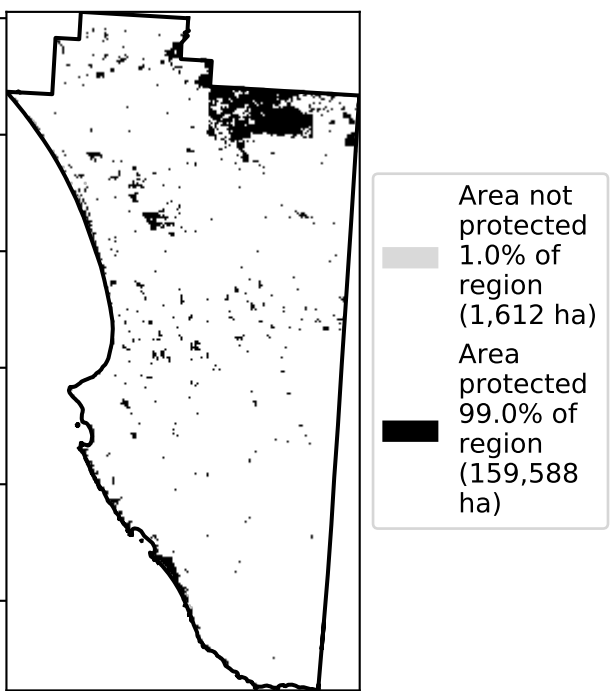 Area not
protected
1.0% of
region
(1,612 ha)
Area
protected
99.0% of
region
(159,588
ha)